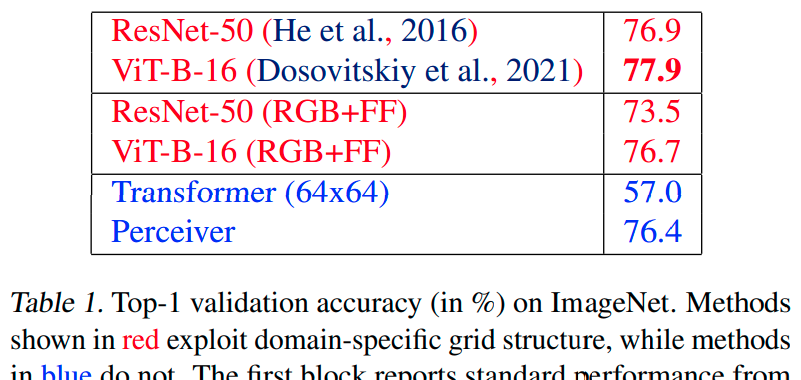 ResNet-50 (He et al., 2016) 76.9
ViT-B-16 (Dosovitskiy et al., 2021) 77.9
ResNet-50 (RGB+FF) 73.5
ViT-B-16 (RGB+FF) 76.7
Transformer (64x64) 57.0
Perceiver 76.4
Table 1. Top-1 validation accuracy (in %) on ImageNet. Methods
shown in red exploit domain-specific grid structure, while methods
in blue do not. The first block reports standard performance from